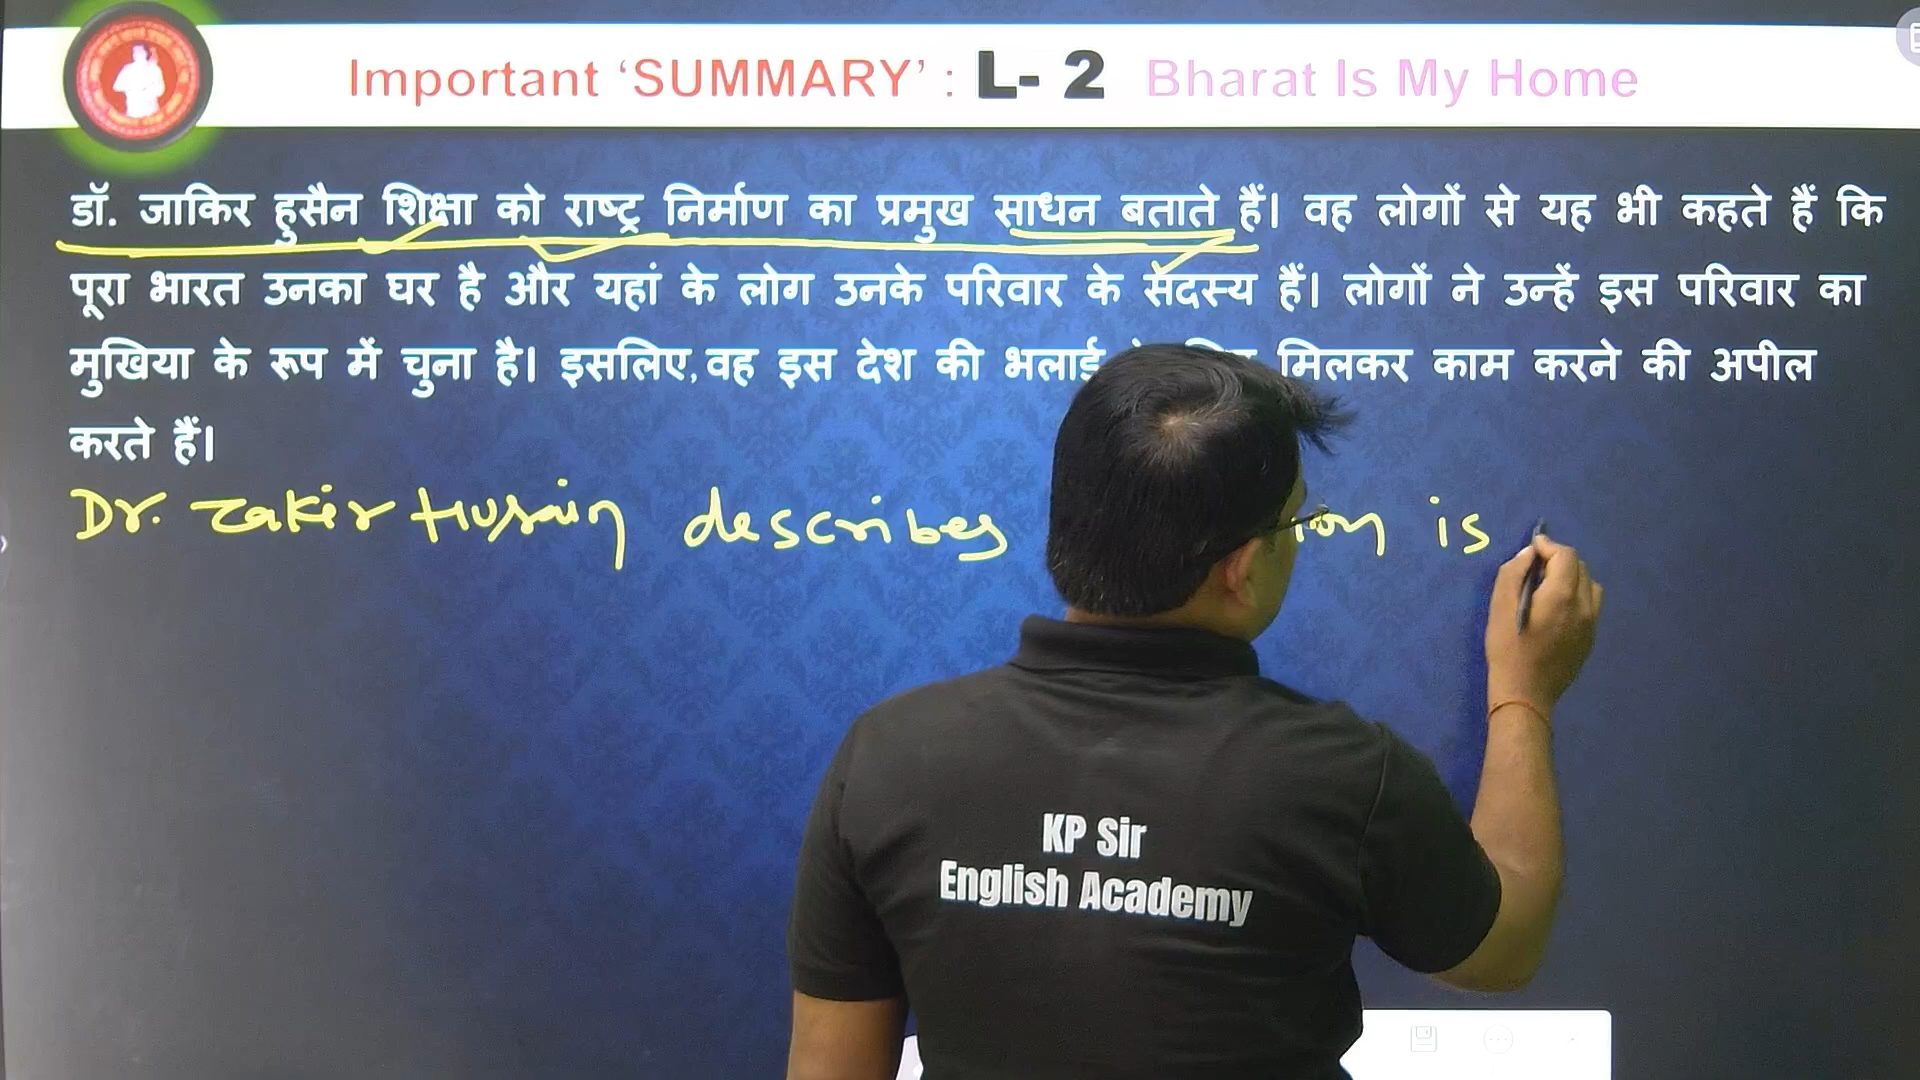 Important ‘SUMMARY’ : L- 2 Bharat Is My Home
डॉ. जाकिर हुसैन शिक्षा को राष्ट्र निर्माण का प्रमुख साधन बताते हैं। वह लोगों से यह भी कहते हैं कि
पूरा भारत उनका घर है और यहां के लोग उनके परिवार के सदस्य हैं। लोगों ने उन्हें इस परिवार का
मुखिया के रूप में चुना है। इसलिए, वह इस देश की भलाई मिलकर काम करने की अपील
करते हैं।
Dr. Zakir Husain describes is
KP Sir
English Academy